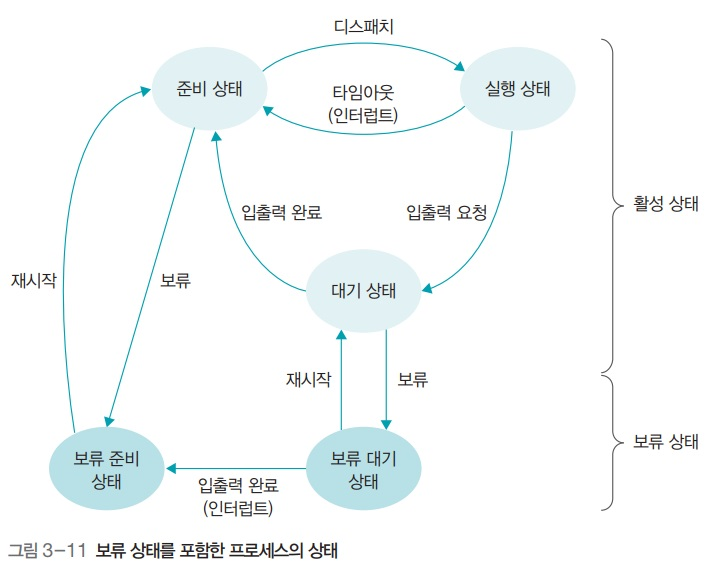 디스패치
준비 상태
실행 상태
타임아웃
(인터럽트)
활성 상태
입출력 완료
입출력 요청
재시작
보류
대기 상태
재시작
보류
보류 상태
보류 준비
상태
보류 대기
상태
입출력 완료
(인터럽트)
그림 3-11 보류 상태를 포함한 프로세스의 상태